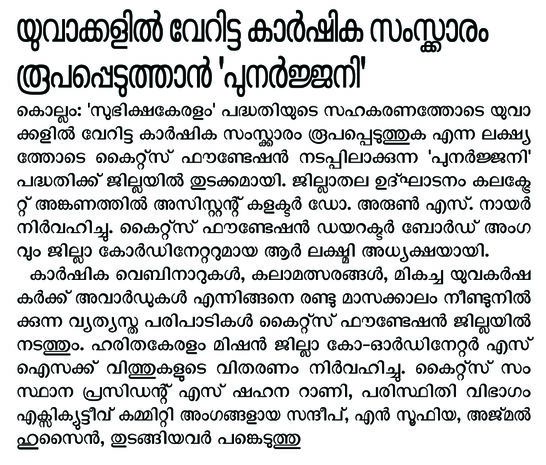 യുവാക്കളിൽ വേറിട്ട കാർഷിക സംസ്ക്കാരം
രൂപപ്പെടുത്താൻ 'പുനർജ്ജനി'
കൊല്ലം: 'സുഭിക്ഷകേരളം' പദ്ധതിയുടെ സഹകരണത്തോടെ യുവാ
ക്കളിൽ വേറിട്ട കാർഷിക സംസ്ക്കാരം രൂപപ്പെടുത്തുക എന്ന ലക്ഷ്യ
ത്തോടെ കൈറ്റ്സ് ഫൗണ്ടേഷൻ നടപ്പിലാക്കുന്ന 'പുനർജ്ജനി'
പദ്ധതിക്ക് ജില്ലയിൽ തുടക്കമായി. ജില്ലാതല ഉദ്ഘാടനം കലക്ട്രേ
റ്റ് അങ്കണത്തിൽ അസിസ്റ്റന്റ് കളക്ടർ ഡോ. അരുൺ എസ്. നായർ
നിർവഹിച്ചു. കൈറ്റ്സ് ഫൗണ്ടേഷൻ ഡയറക്ടർ ബോർഡ് അംഗ
വും ജില്ലാ കോർഡിനേറ്ററുമായ ആർ ലക്ഷ്മി അധ്യക്ഷയായി.
കാർഷിക വെബിനാറുകൾ, കലാമത്സരങ്ങൾ, മികച്ച യുവകർഷ
കർക്ക് അവാർഡുകൾ എന്നിങ്ങനെ രണ്ടു മാസക്കാലം നീണ്ടുനിൽ
ക്കുന്ന വ്യത്യസ്ത പരിപാടികൾ കൈറ്റ്സ് ഫൗണ്ടേഷൻ ജില്ലയിൽ
നടത്തും. ഹരിതകേരളം മിഷൻ ജില്ലാ കോ-ഓർഡിനേറ്റർ എസ്
ഐസക്ക് വിത്തുകളുടെ വിതരണം നിർവഹിച്ചു. കൈറ്റ്സ് സം
സ്ഥാന പ്രസിഡന്റ് എസ് ഷഹന റാണി, പരിസ്ഥിതി വിഭാഗം
എക്സിക്യുട്ടീവ് കമ്മിറ്റി അംഗങ്ങളായ സന്ദീപ്, എൻ സൂഫിയ, അജ്മൽ
ഹുസൈൻ, തുടങ്ങിയവർ പങ്കെടുത്തു